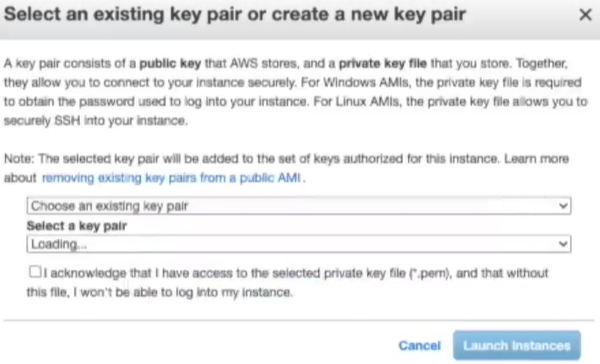 Select an existing key pair or create a new key pair
×
A key pair consists of a public key that AWS stores, and a private key file that you store. Together,
they allow you to connect to your instance securely. For Windows AMIs, the private key file is required
to obtain the password used to log into your instance. For Linux AMIs, the private key file allows you to
securely SSH into your instance.
Note: The selected key pair will be added to the set of keys authorized for this instance. Learn more
about removing existing key pairs from a public AMI .
Choose an existing key pair
Select a key pair
Loading...
I acknowledge that I have access to the selected private key file (*.pem), and that without
this file, I won't be able to log into my instance.
Cancel
Launch Instances